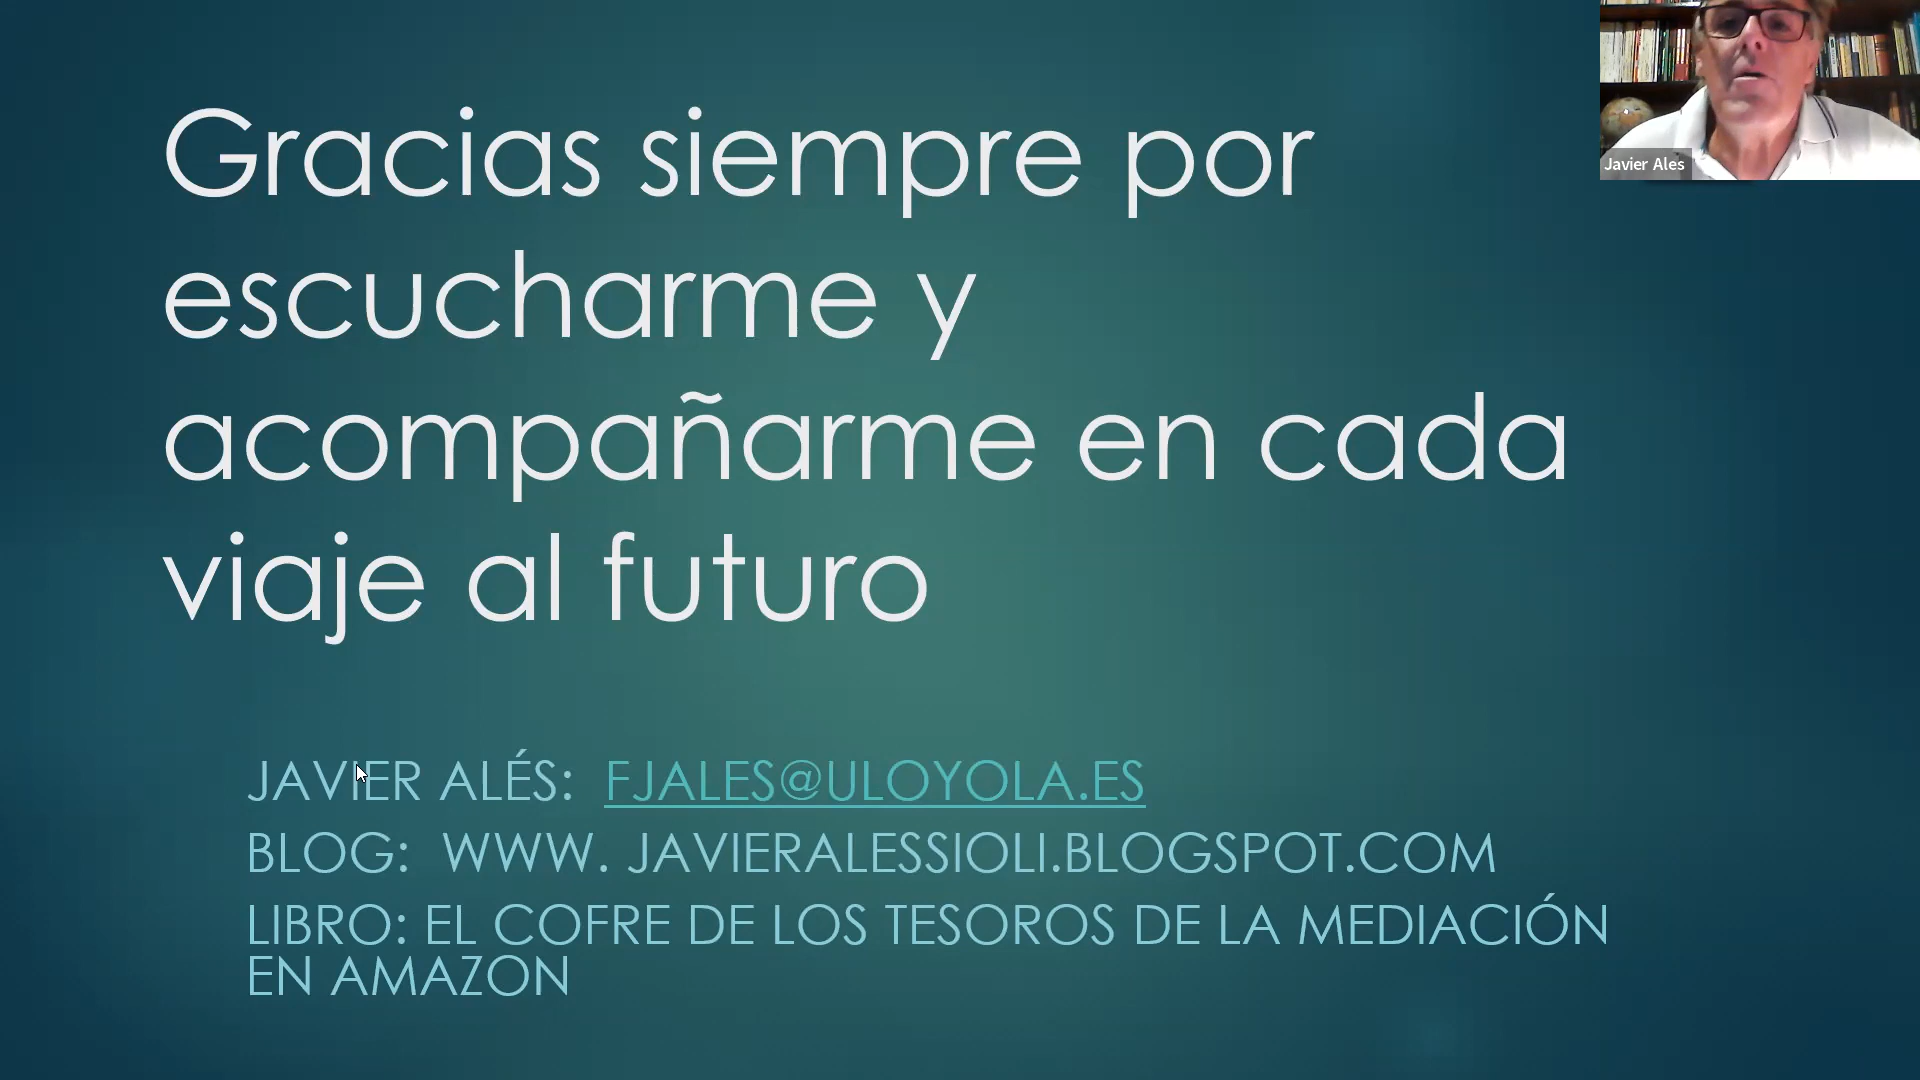 Gracias siempre por
escucharme y
acompañarme en cada
viaje al futuro
JAVIER ALÉS: FJALES@ULOYOLA.ES
BLOG: WWW. JAVIERALESSIOLI.BLOGSPOT.COM
LIBRO: EL COFRE DE LOS TESOROS DE LA MEDIACIÓN
EN AMAZON
Javier Ales